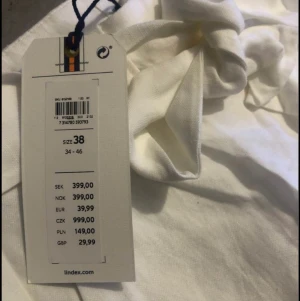 SIZE 38
34 - 46
SEK 399,00
NOK 399,00
EUR 39,99
CZK 999,00
PLN 149,00
GBP 29,99
lindex.com